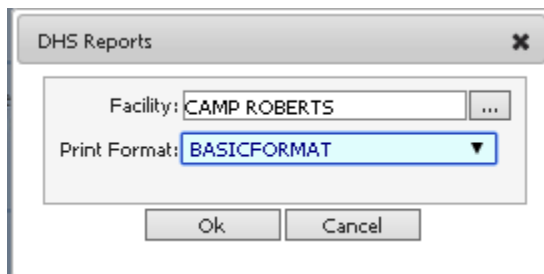 DHS Reports
Facility: CAMP ROBERTS ...
Print Format: BASICFORMAT
Ok Cancel